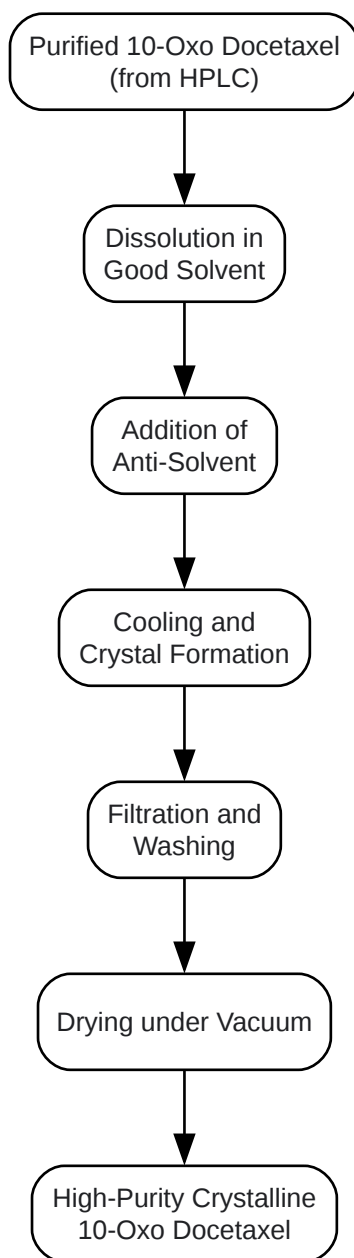 Purified 10-Oxo Docetaxel
(from HPLC)
Dissolution in
Good Solvent
Addition of
Anti-Solvent
Cooling and
Crystal Formation
Filtration and
Washing
Drying under Vacuum
High-Purity Crystalline
10-Oxo Docetaxel